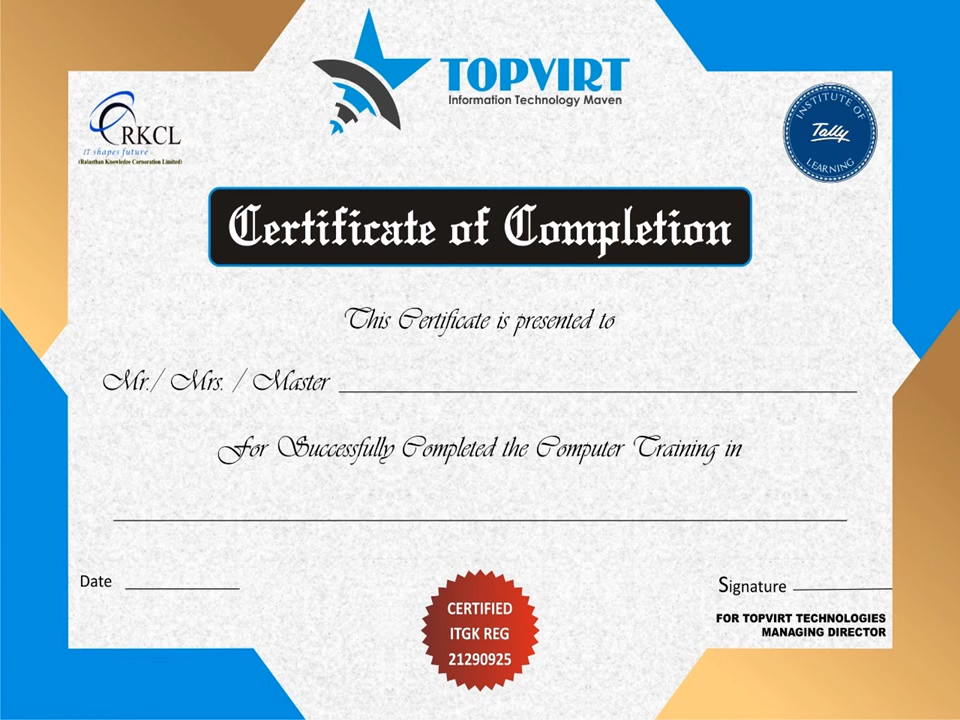 TOPVIRT
Information Technology Maven
RKCL
IT shapes future
(Rajasthan Knowledge Corporation Limited)
INSTITUTE OF
Tally
LEARNING
Certificate of Completion
This Certificate is presented to
Mr./ Mrs. / Master
For Successfully Completed the Computer Training in
Date
Signature
FOR TOPVIRT TECHNOLOGIES
MANAGING DIRECTOR
CERTIFIED
ITGK REG
21290925